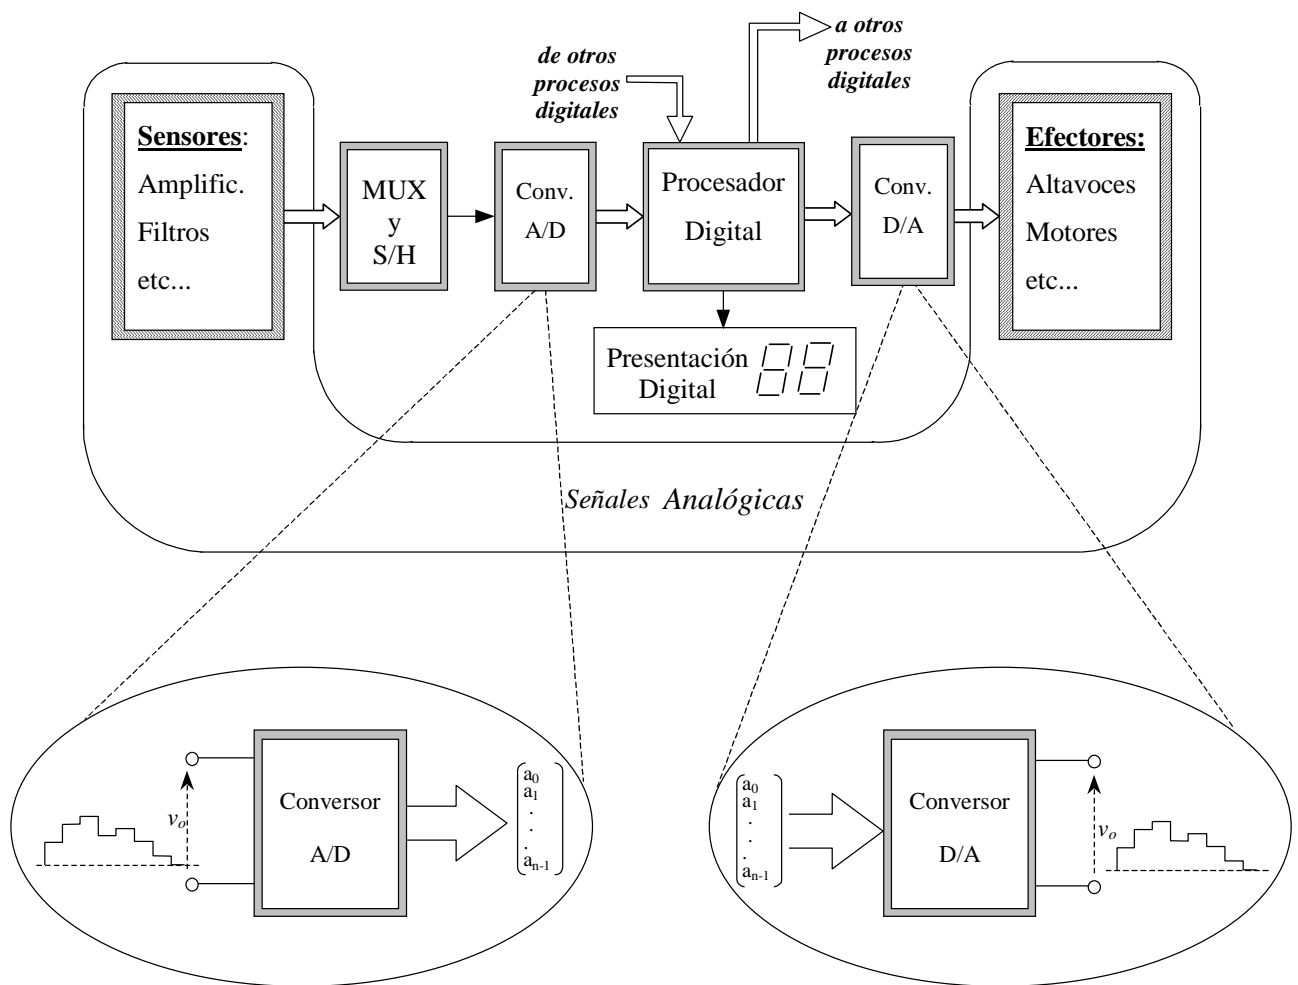 a otros
procesos
digitales
de otros
procesos
digitales
Sensores:
Amplific.
Filtros
etc...
MUX
y
S/H
Conv.
A/D
Procesador
Digital
Conv.
D/A
Efectores:
Altavoces
Motores
etc...
Presentación
Digital
Señales Analógicas
vo
Conversor
A/D
a0
a1
.
.
.
an-1
a0
a1
.
.
.
an-1
Conversor
D/A
vo